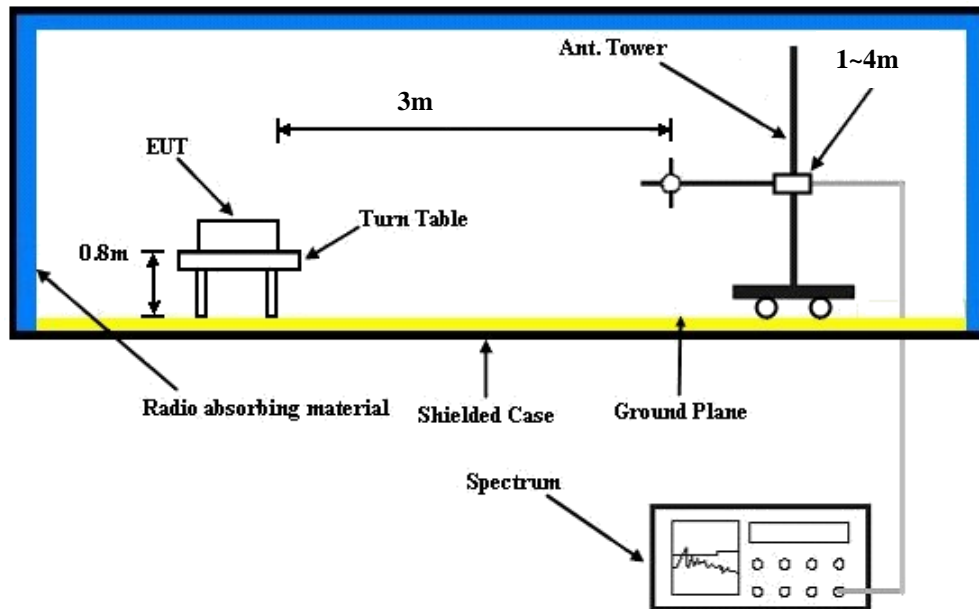 Ant. Tower
1~4m
3m
EUT
Turn Table
0.8m
Radio absorbing material
Shielded Case
Ground Plane
Spectrum